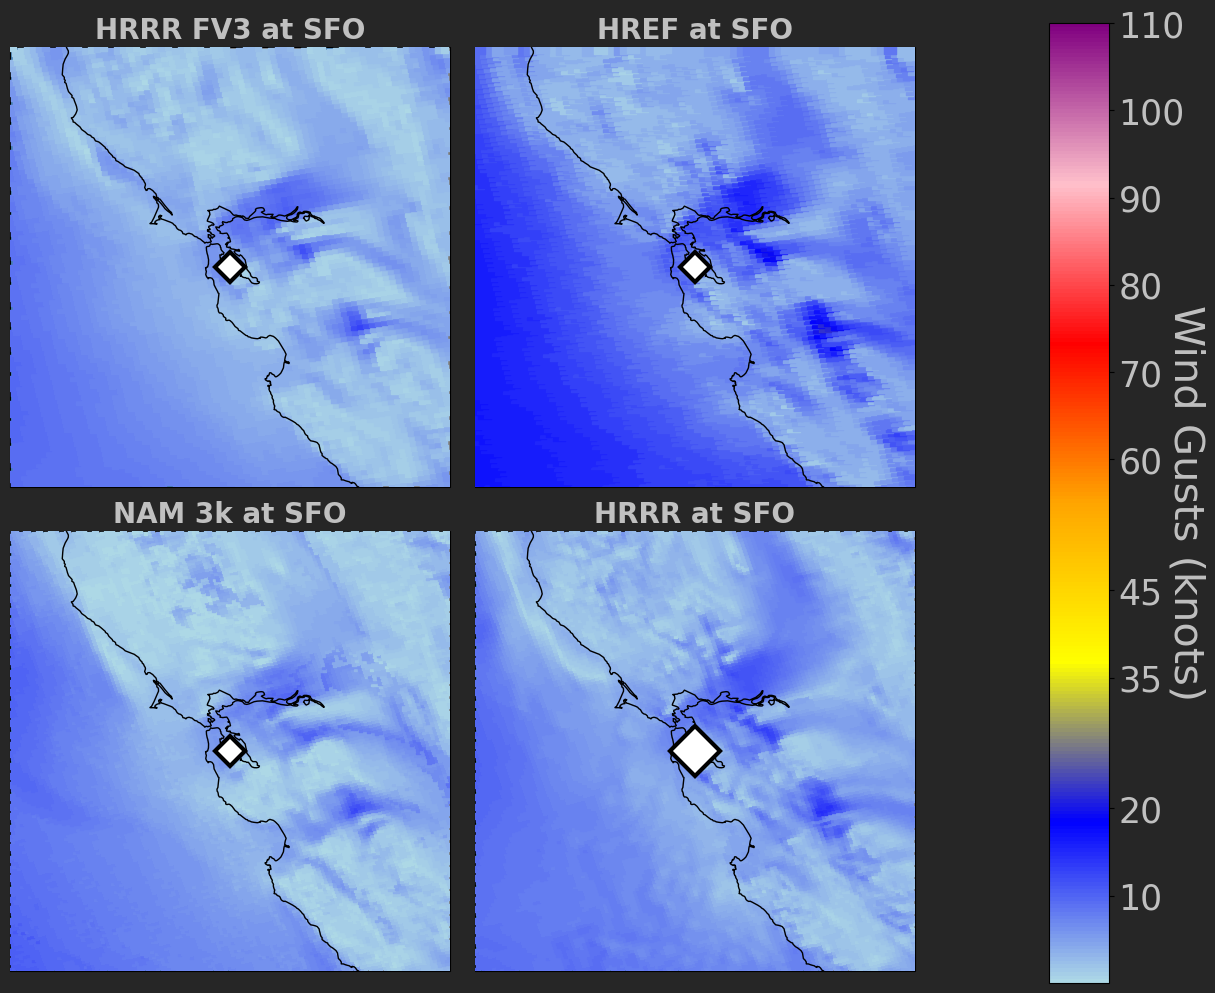 HRRR FV3 at SFO
HREF at SFO
NAM 3k at SFO
HRRR at SFO
110
100
90
80
70
60
45
35
20
10
Wind Gusts (knots)